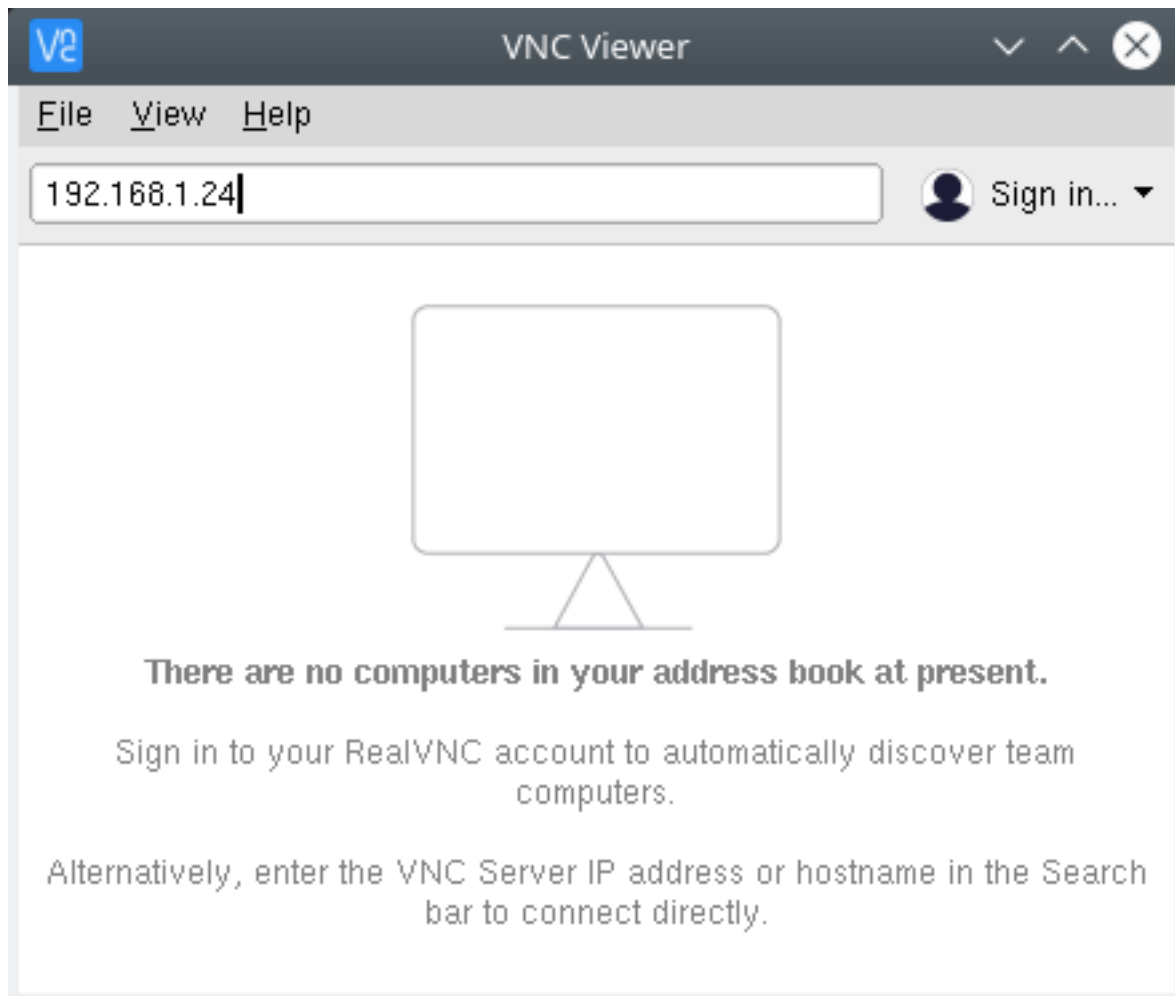 VNC Viewer
File View Help
192.168.1.24 Sign in...
There are no computers in your address book at present.
Sign in to your RealVNC account to automatically discover team
computers.
Alternatively, enter the VNC Server IP address or hostname in the Search
bar to connect directly.